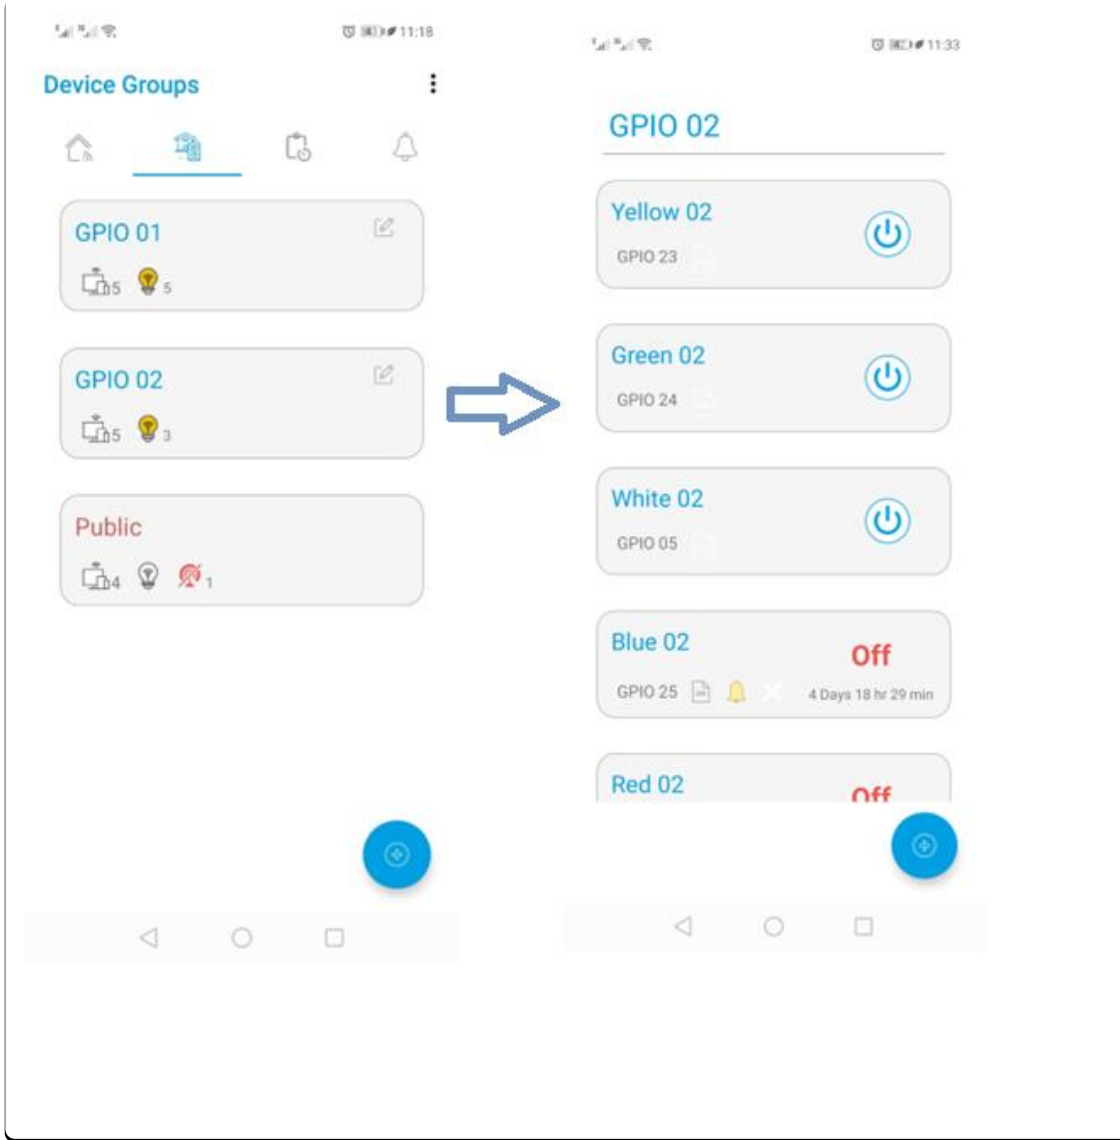 11:18
Device Groups
GPIO 01
5 5
GPIO 02
5 3
Public
4 1
11:33
GPIO 02
Yellow 02
GPIO 23
Green 02
GPIO 24
White 02
GPIO 05
Blue 02
Off
GPIO 25
4 Days 18 hr 29 min
Red 02
Off